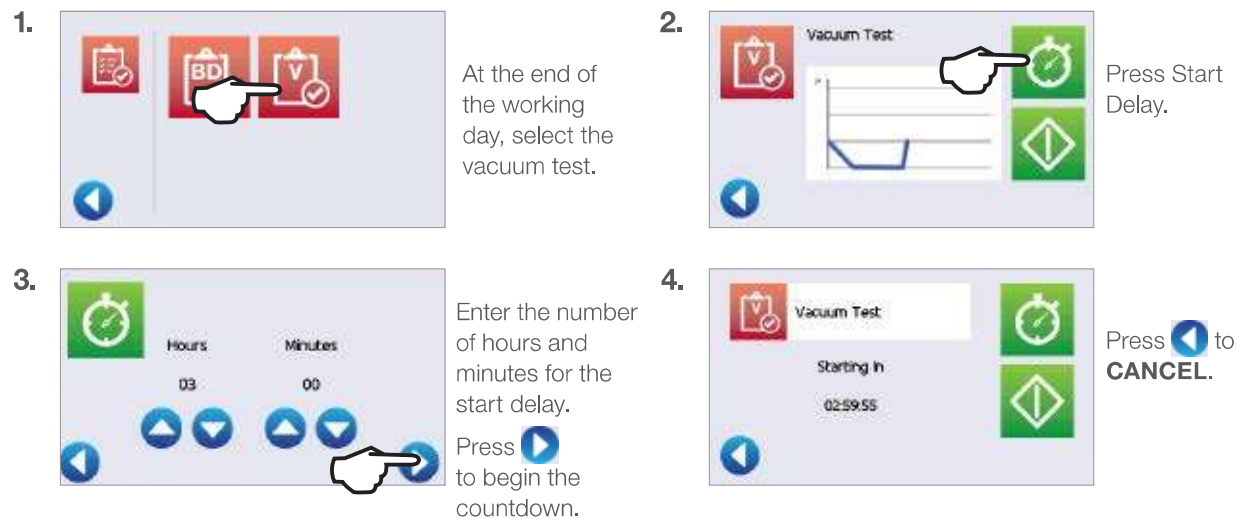 1.
BD
V
At the end of
the working
day, select the
vacuum test.
2.
V
Vacuum Test
P
Press Start
Delay.
3.
Hours
Minutes
03
00
Enter the number
of hours and
minutes for the
start delay.
Press
to begin the
countdown.
4.
V
Vacuum Test
Starting in
02:59:55
Press to
CANCEL.